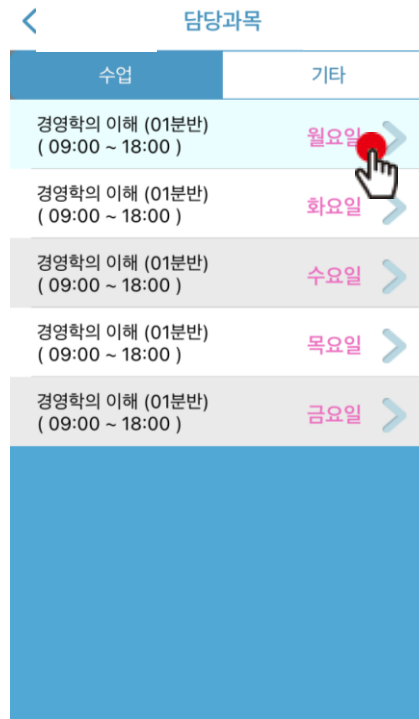 담당과목
수업 기타
경영학의 이해 (01분반)
( 09:00 ~ 18:00 ) 월요일
경영학의 이해 (01분반)
( 09:00 ~ 18:00 ) 화요일
경영학의 이해 (01분반)
( 09:00 ~ 18:00 ) 수요일
경영학의 이해 (01분반)
( 09:00 ~ 18:00 ) 목요일
경영학의 이해 (01분반)
( 09:00 ~ 18:00 ) 금요일